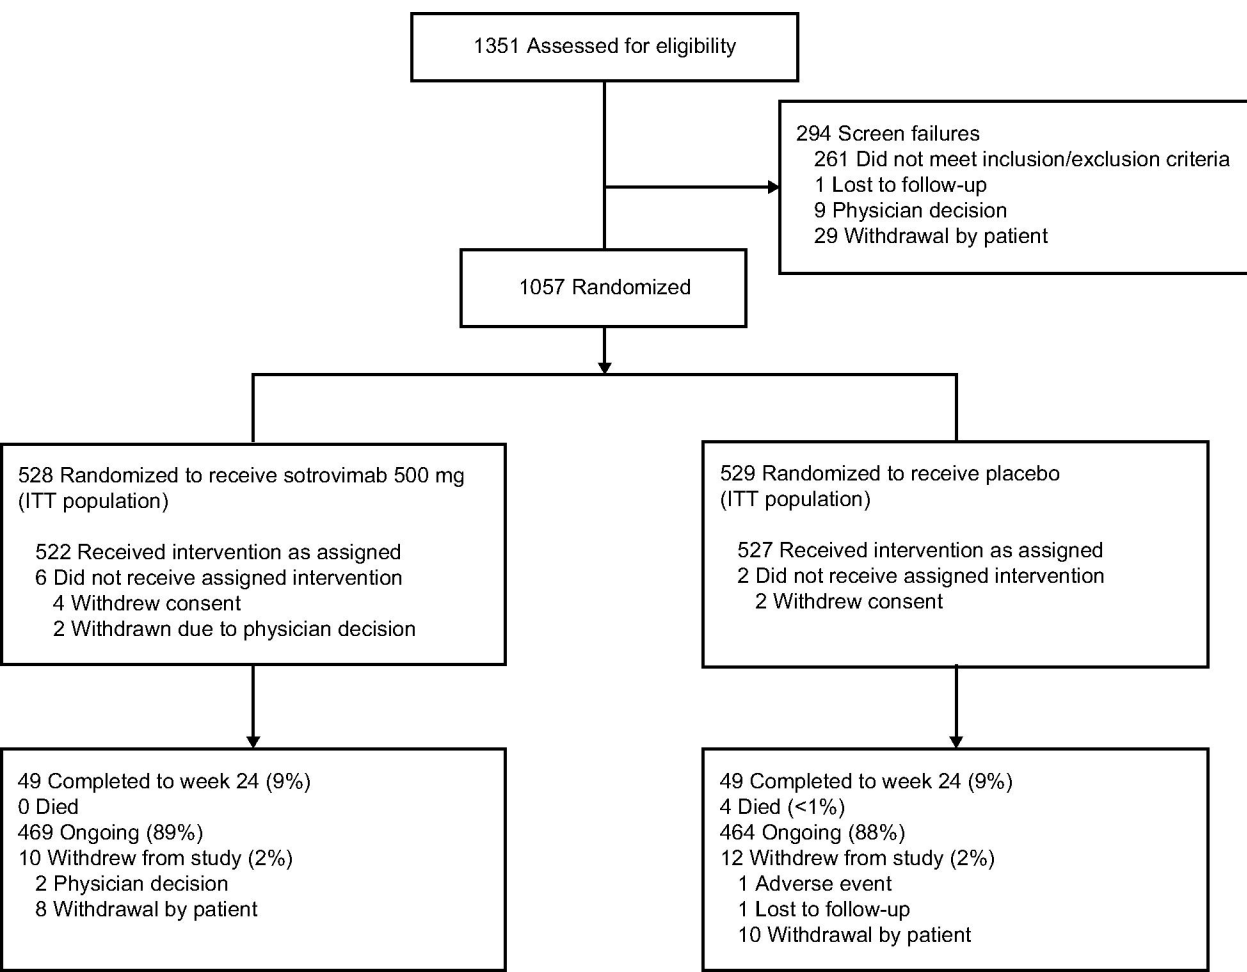 1351 Assessed for eligibility
294 Screen failures
261 Did not meet inclusion/exclusion criteria
1 Lost to follow-up
9 Physician decision
29 Withdrawal by patient
1057 Randomized
528 Randomized to receive sotrovimab 500 mg
(ITT population)
522 Received intervention as assigned
6 Did not receive assigned intervention
4 Withdrew consent
2 Withdrawn due to physician decision
529 Randomized to receive placebo
(ITT population)
527 Received intervention as assigned
2 Did not receive assigned intervention
2 Withdrew consent
49 Completed to week 24 (9%)
0 Died
469 Ongoing (89%)
10 Withdrew from study (2%)
2 Physician decision
8 Withdrawal by patient
49 Completed to week 24 (9%)
4 Died (<1%)
464 Ongoing (88%)
12 Withdrew from study (2%)
1 Adverse event
1 Lost to follow-up
10 Withdrawal by patient